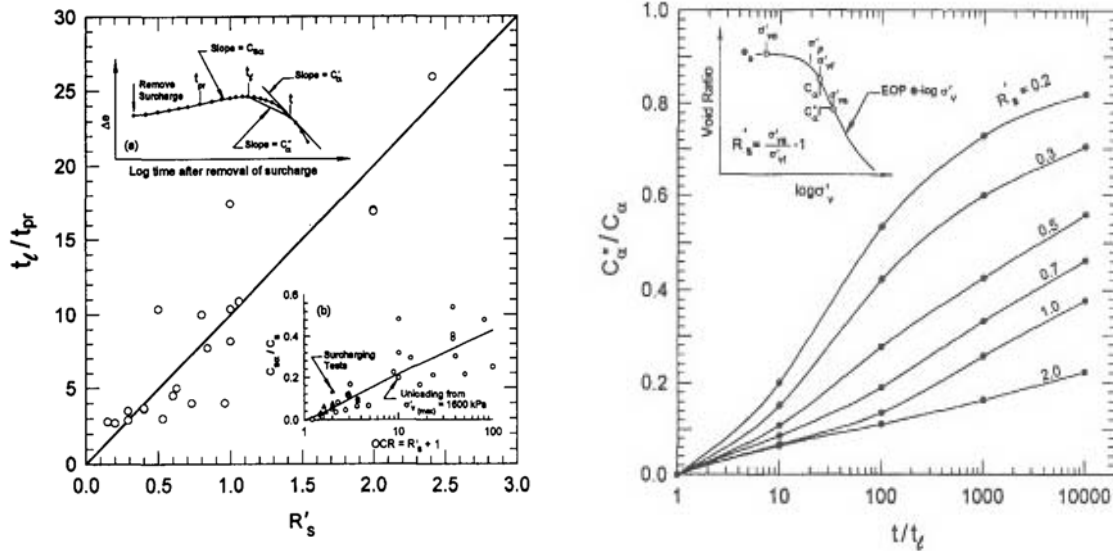 30
25
20
15
10
5
0
t_ℓ / t_pr
0.0 0.5 1.0 1.5 2.0 2.5 3.0
R'_s
Δe
Remove
Surcharge
Slope = C_sα
t_pr
t_ℓ
Slope = C'_α
t
Slope = C"_α
(a)
Log time after removal of surcharge
0.6
0.4
0.2
0.0
(b)
Surcharging
Tests
Unloading from
σ'_v (max) = 1600 kPa
1 10 100
OCR = R'_s + 1
1.0
0.8
0.6
0.4
0.2
0.0
C"_α / C_α
1 10 100 1000 10000
t/t_ℓ
Void Ratio
e_o
σ'_vo
σ'_p
σ'_vf
C_α
σ'_vs
C"_α
EOP e-log σ'_v
R'_s = σ'_vs / σ'_vf -1
logσ'_v
R'_s = 0.2
0.3
0.5
0.7
1.0
2.0